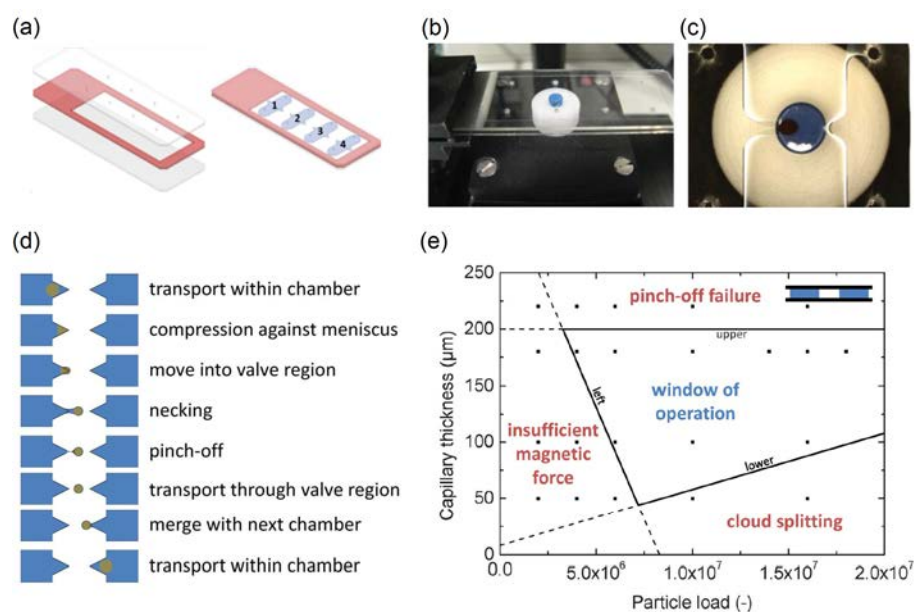 (a)
1
2
3
4
(b)
(c)
(d)
transport within chamber
compression against meniscus
move into valve region
necking
pinch-off
transport through valve region
merge with next chamber
transport within chamber
(e)
Capillary thickness (µm)
250
200
150
100
50
0
pinch-off failure
upper
left
window of
operation
insufficient
magnetic
force
lower
cloud splitting
5.0x10⁶
1.0x10⁷
1.5x10⁷
2.0x10⁷
Particle load (-)